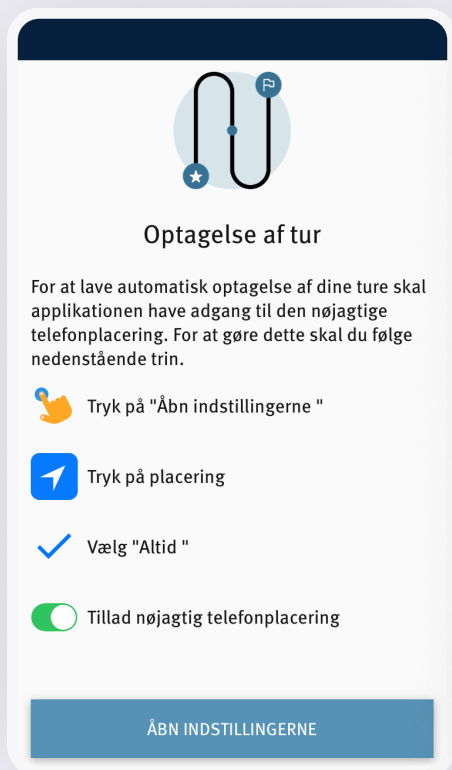 Optagelse af tur
For at lave automatisk optagelse af dine ture skal
applikationen have adgang til den nøjagtige
telefonplacering. For at gøre dette skal du følge
nedenstående trin.
Tryk på "Åbn indstillingerne "
Tryk på placering
Vælg "Altid "
Tillad nøjagtig telefonplacering
ÅBN INDSTILLINGERNE